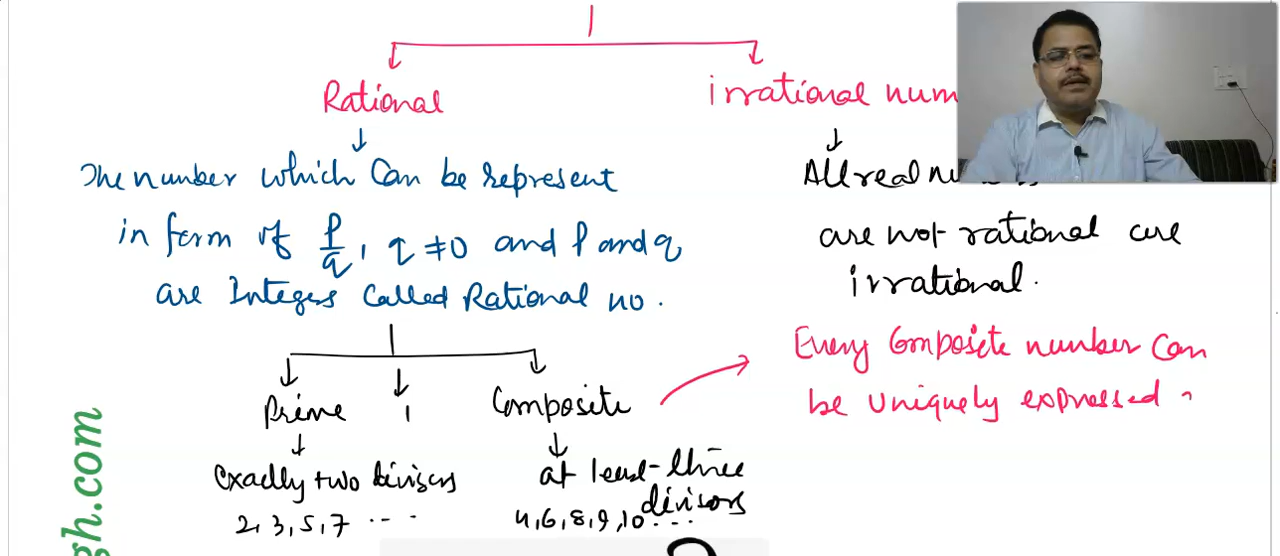 Rational
irrational num
The number which Can be represent
in form of p/q, q ≠ 0 and p and q
are Integers Called Rational no.
All real nu
are not rational are
irrational.
Prime
1
Composite
exactly two divisors
2, 3, 5, 7 ....
at least three
divisors
4, 6, 8, 9, 10 ...
Every Composite number Can
be uniquely expressed
gh.com